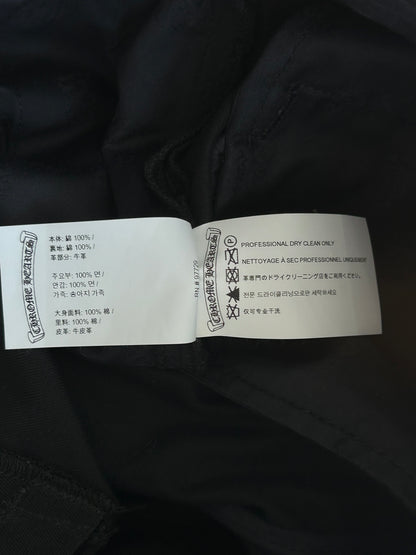 CHROME HEARTS
本体: 綿 100% /
裏地: 綿 100% /
革部分: 牛革
주요부: 100% 면 /
안감: 100% 면 /
가죽: 송아지 가죽
大身面料: 100% 棉 /
里料: 100% 棉 /
皮革: 牛皮革
RN # 97729
CHROME HEARTS
P
PROFESSIONAL DRY CLEAN ONLY
NETTOYAGE À SEC PROFESSIONNEL UNIQUEMENT
革専門のドライクリーニング店をご利用ください。
전문 드라이클리닝으로만 세탁하세요
仅可专业干洗